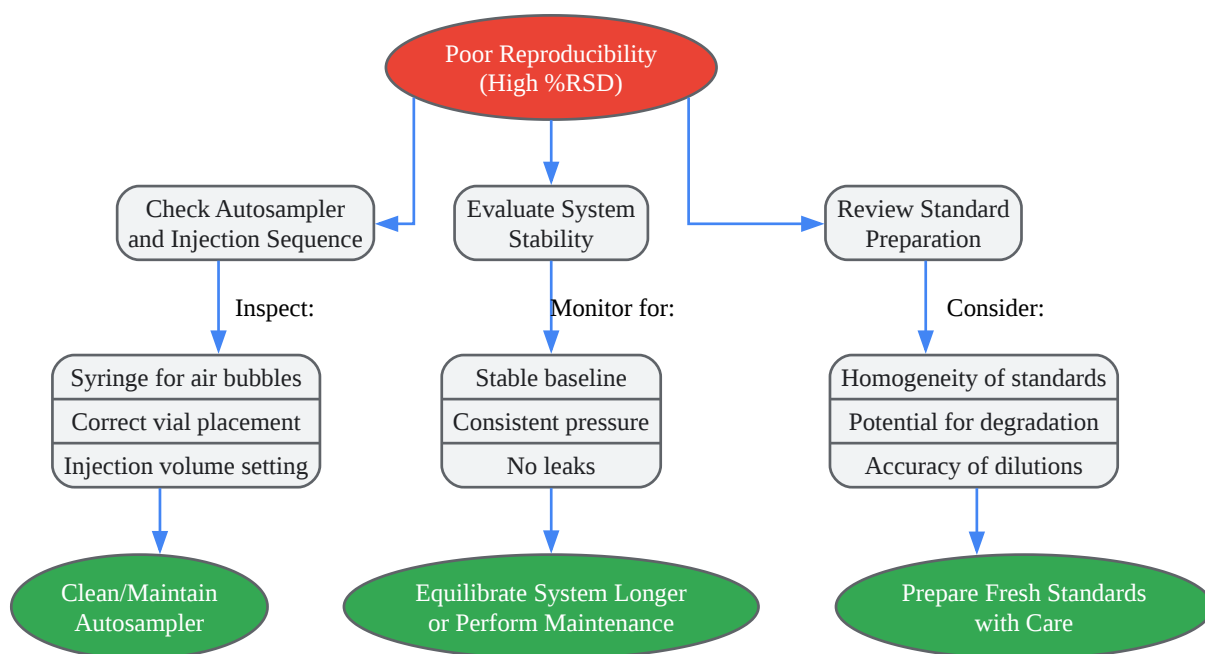 Poor Reproducibility
(High %RSD)
Check Autosampler
and Injection Sequence
Evaluate System
Stability
Review Standard
Preparation
Inspect:
Monitor for:
Consider:
Syringe for air bubbles
Correct vial placement
Injection volume setting
Stable baseline
Consistent pressure
No leaks
Homogeneity of standards
Potential for degradation
Accuracy of dilutions
Clean/Maintain
Autosampler
Equilibrate System Longer
or Perform Maintenance
Prepare Fresh Standards
with Care